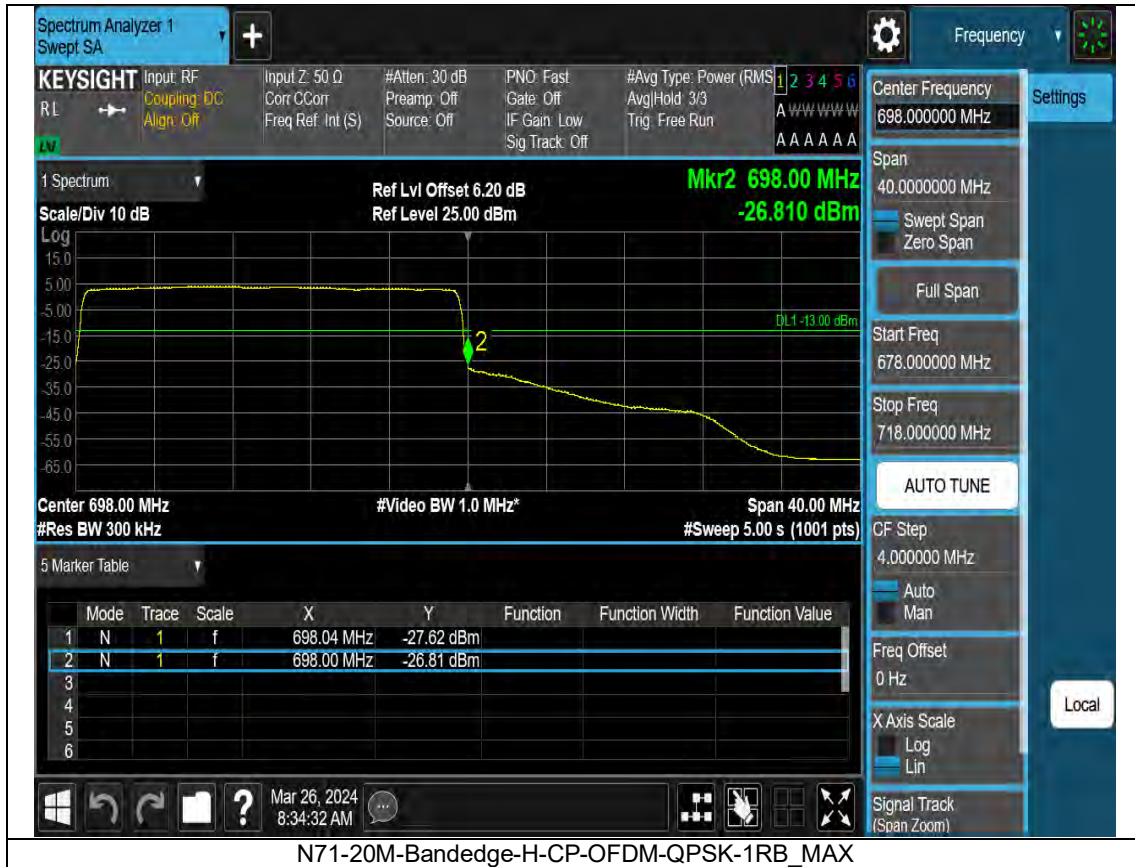 Spectrum Analyzer 1
Swept SA
+
Frequency
KEYSIGHT
RL
Input: RF
Coupling: DC
Align: Off
Input Z: 50 Ω
Corr CCorr
Freq Ref: Int (S)
#Atten: 30 dB
Preamp: Off
Source: Off
PNO: Fast
Gate: Off
IF Gain: Low
Sig Track: Off
#Avg Type: Power (RMS
Avg|Hold: 3/3
Trig: Free Run
1 2 3 4 5 6
A W W W W W
A A A A A A
1 Spectrum
Scale/Div 10 dB
Ref Lvl Offset 6.20 dB
Ref Level 25.00 dBm
Mkr2 698.00 MHz
-26.810 dBm
Log
15.0
5.00
-5.00
-15.0
-25.0
-35.0
-45.0
-55.0
-65.0
DL1 -13.00 dBm
2
Center 698.00 MHz
#Video BW 1.0 MHz*
Span 40.00 MHz
#Res BW 300 kHz
#Sweep 5.00 s (1001 pts)
5 Marker Table
Mode Trace Scale X Y Function Function Width Function Value
1 N 1 f 698.04 MHz -27.62 dBm
2 N 1 f 698.00 MHz -26.81 dBm
3
4
5
6
?
Mar 26, 2024
8:34:32 AM
Center Frequency
698.000000 MHz
Settings
Span
40.0000000 MHz
Swept Span
Zero Span
Full Span
Start Freq
678.000000 MHz
Stop Freq
718.000000 MHz
AUTO TUNE
CF Step
4.000000 MHz
Auto
Man
Freq Offset
0 Hz
X Axis Scale
Log
Lin
Local
Signal Track
(Span Zoom)
N71-20M-Bandedge-H-CP-OFDM-QPSK-1RB_MAX